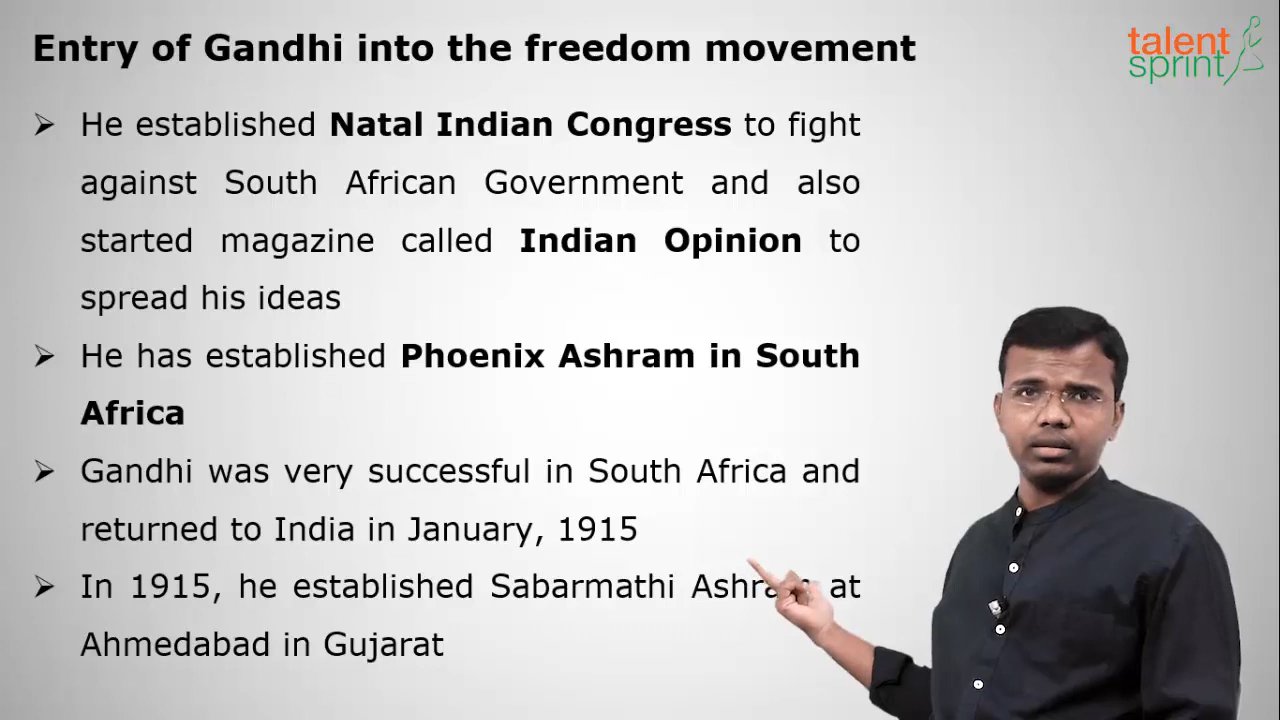 Entry of Gandhi into the freedom movement
talent
sprint
➢ He established Natal Indian Congress to fight
against South African Government and also
started magazine called Indian Opinion to
spread his ideas
➢ He has established Phoenix Ashram in South
Africa
➢ Gandhi was very successful in South Africa and
returned to India in January, 1915
➢ In 1915, he established Sabarmathi Ashram at
Ahmedabad in Gujarat